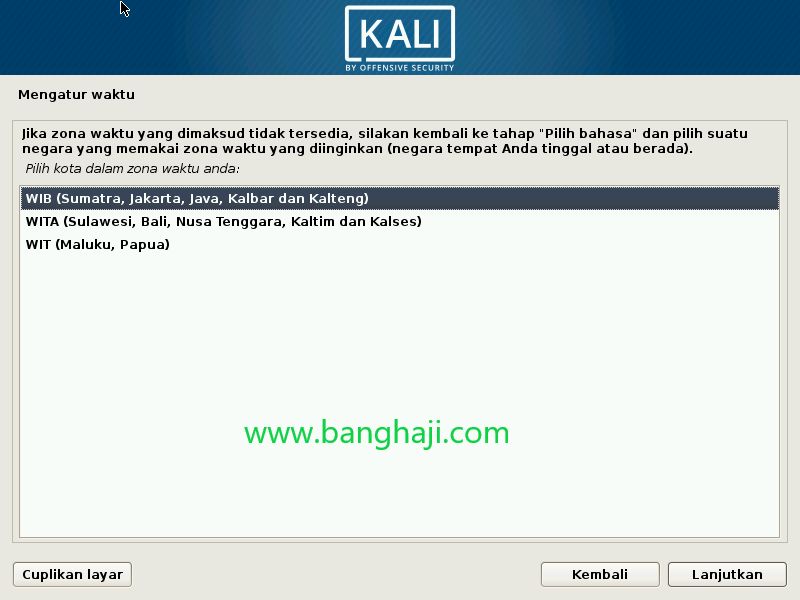 KALI
BY OFFENSIVE SECURITY
Mengatur waktu
Jika zona waktu yang dimaksud tidak tersedia, silakan kembali ke tahap "Pilih bahasa" dan pilih suatu
negara yang memakai zona waktu yang diinginkan (negara tempat Anda tinggal atau berada).
Pilih kota dalam zona waktu anda:
WIB (Sumatra, Jakarta, Java, Kalbar dan Kalteng)
WITA (Sulawesi, Bali, Nusa Tenggara, Kaltim dan Kalses)
WIT (Maluku, Papua)
www.banghaji.com
Cuplikan layar
Kembali
Lanjutkan